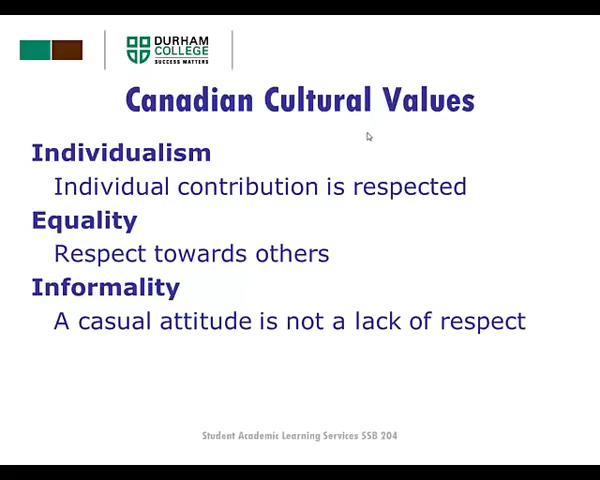 DURHAM
COLLEGE
SUCCESS MATTERS
Canadian Cultural Values
Individualism
Individual contribution is respected
Equality
Respect towards others
Informality
A casual attitude is not a lack of respect
Student Academic Learning Services SSB 204